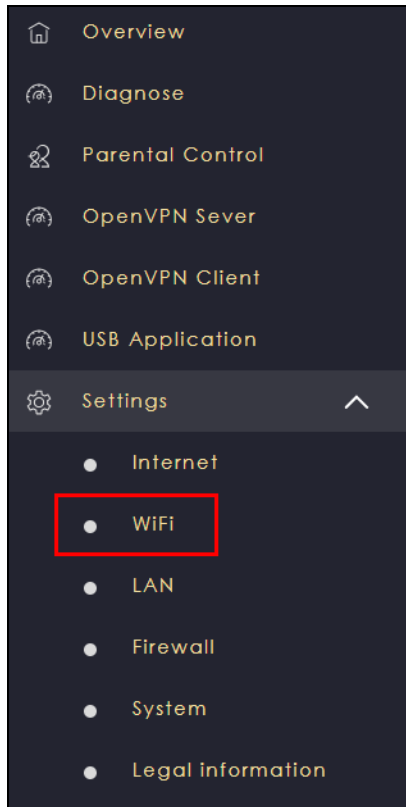 Overview
Diagnose
Parental Control
OpenVPN Sever
OpenVPN Client
USB Application
Settings
Internet
WiFi
LAN
Firewall
System
Legal information